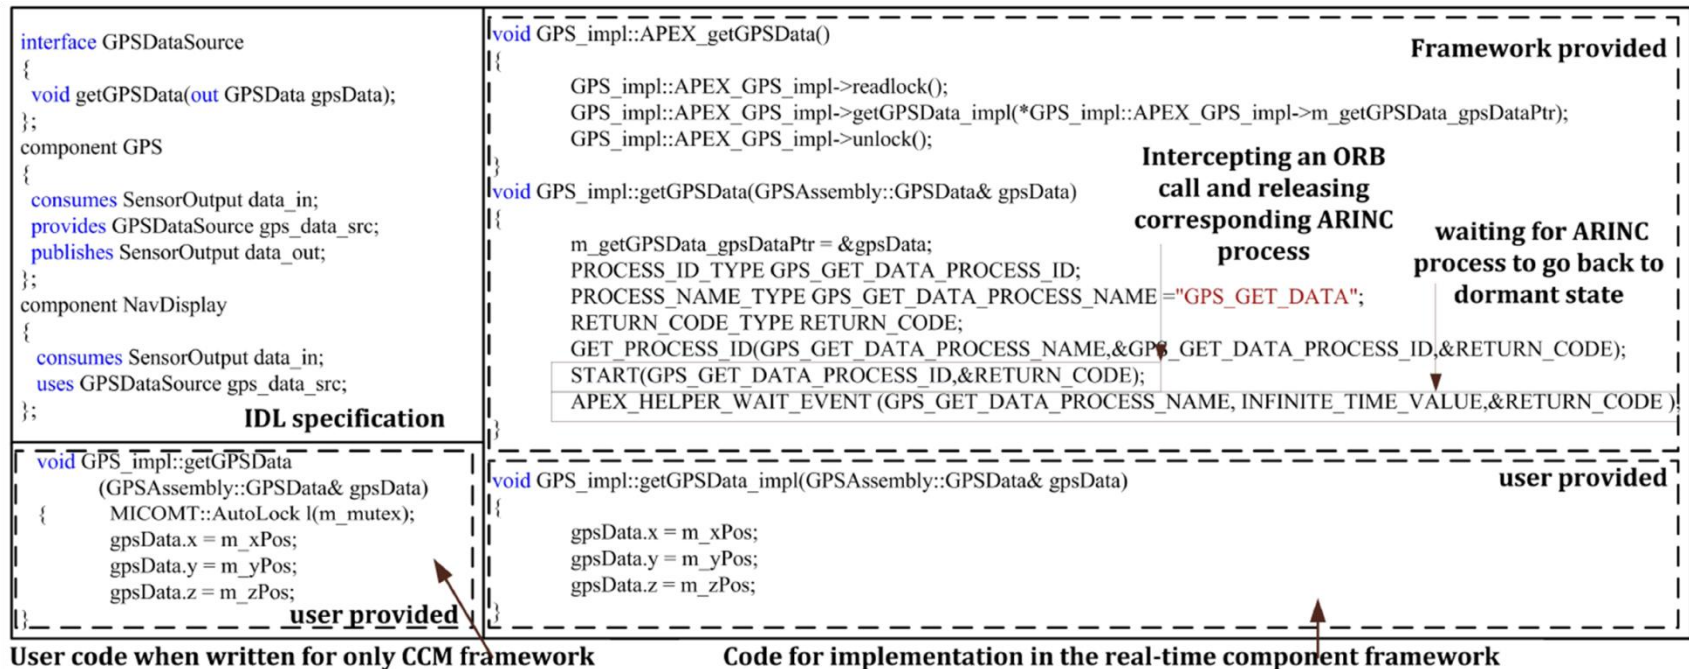 interface GPSDataSource
{
void getGPSData(out GPSData gpsData);
};
component GPS
{
consumes SensorOutput data_in;
provides GPSDataSource gps_data_src;
publishes SensorOutput data_out;
};
component NavDisplay
{
consumes SensorOutput data_in;
uses GPSDataSource gps_data_src;
};
IDL specification
void GPS_impl::getGPSData
(GPSAssembly::GPSData& gpsData)
{ MICOMT::AutoLock l(m_mutex);
gpsData.x = m_xPos;
gpsData.y = m_yPos;
gpsData.z = m_zPos;
}
user provided
User code when written for only CCM framework
void GPS_impl::APEX_getGPSData()
Framework provided
{
GPS_impl::APEX_GPS_impl->readlock();
GPS_impl::APEX_GPS_impl->getGPSData_impl(*GPS_impl::APEX_GPS_impl->m_getGPSData_gpsDataPtr);
GPS_impl::APEX_GPS_impl->unlock();
}
Intercepting an ORB
call and releasing
corresponding ARINC
process
waiting for ARINC
process to go back to
dormant state
void GPS_impl::getGPSData(GPSAssembly::GPSData& gpsData)
{
m_getGPSData_gpsDataPtr = &gpsData;
PROCESS_ID_TYPE GPS_GET_DATA_PROCESS_ID;
PROCESS_NAME_TYPE GPS_GET_DATA_PROCESS_NAME ="GPS_GET_DATA";
RETURN_CODE_TYPE RETURN_CODE;
GET_PROCESS_ID(GPS_GET_DATA_PROCESS_NAME,&GPS_GET_DATA_PROCESS_ID,&RETURN_CODE);
START(GPS_GET_DATA_PROCESS_ID,&RETURN_CODE);
APEX_HELPER_WAIT_EVENT (GPS_GET_DATA_PROCESS_NAME, INFINITE_TIME_VALUE,&RETURN_CODE );
}
void GPS_impl::getGPSData_impl(GPSAssembly::GPSData& gpsData)
user provided
{
gpsData.x = m_xPos;
gpsData.y = m_yPos;
gpsData.z = m_zPos;
}
Code for implementation in the real-time component framework